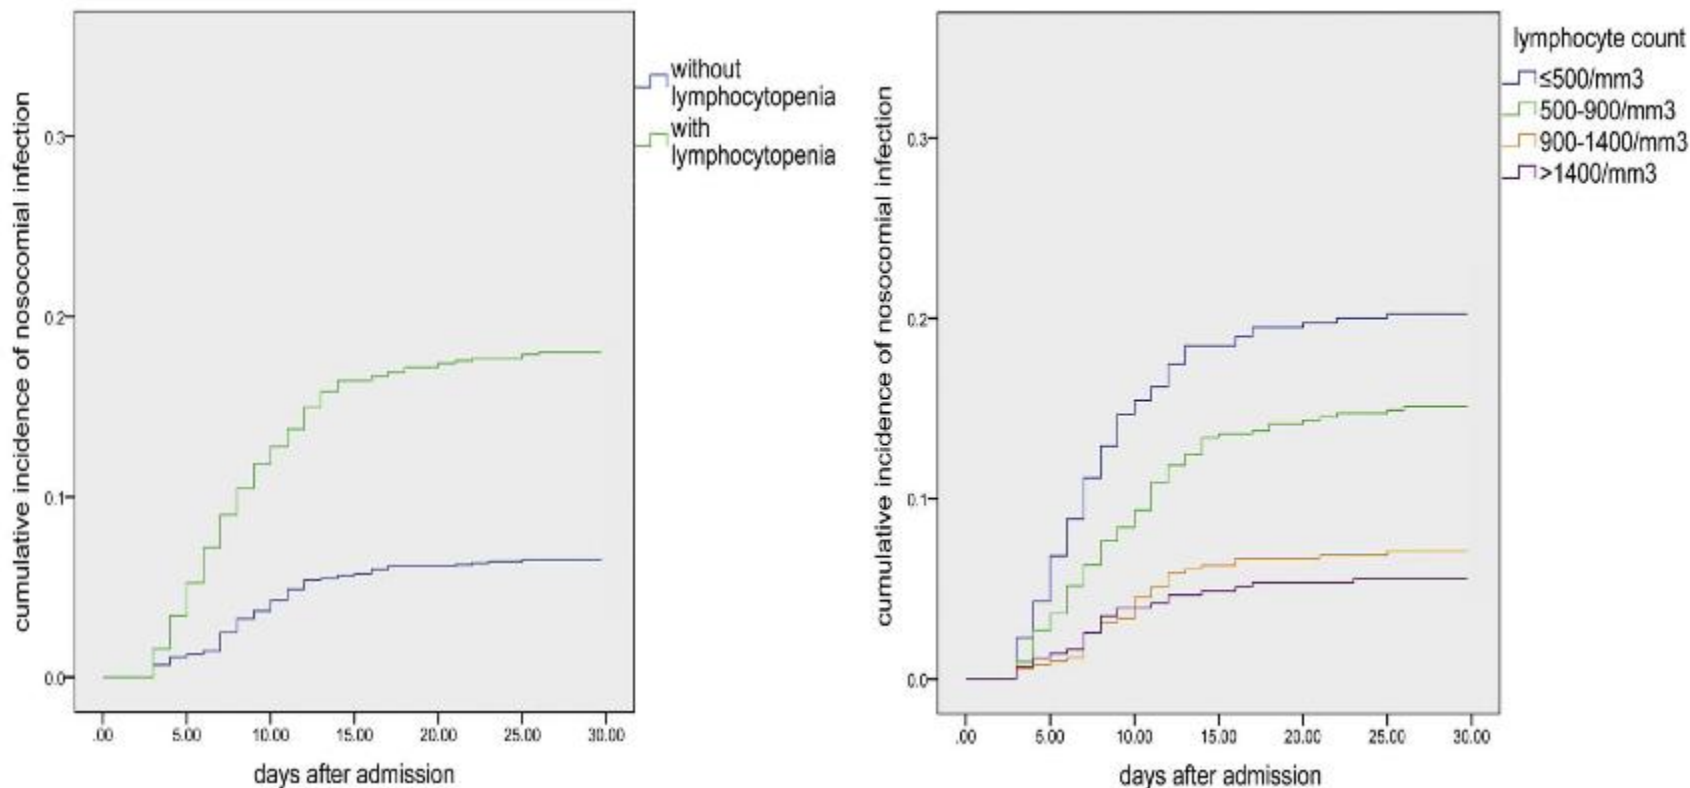 cumulative incidence of nosocomial infection
0.3
0.2
0.1
0.0
.00 5.00 10.00 15.00 20.00 25.00 30.00
days after admission
without
lymphocytopenia
with
lymphocytopenia
cumulative incidence of nosocomial infection
0.3
0.2
0.1
0.0
.00 5.00 10.00 15.00 20.00 25.00 30.00
days after admission
lymphocyte count
≤500/mm3
500-900/mm3
900-1400/mm3
>1400/mm3